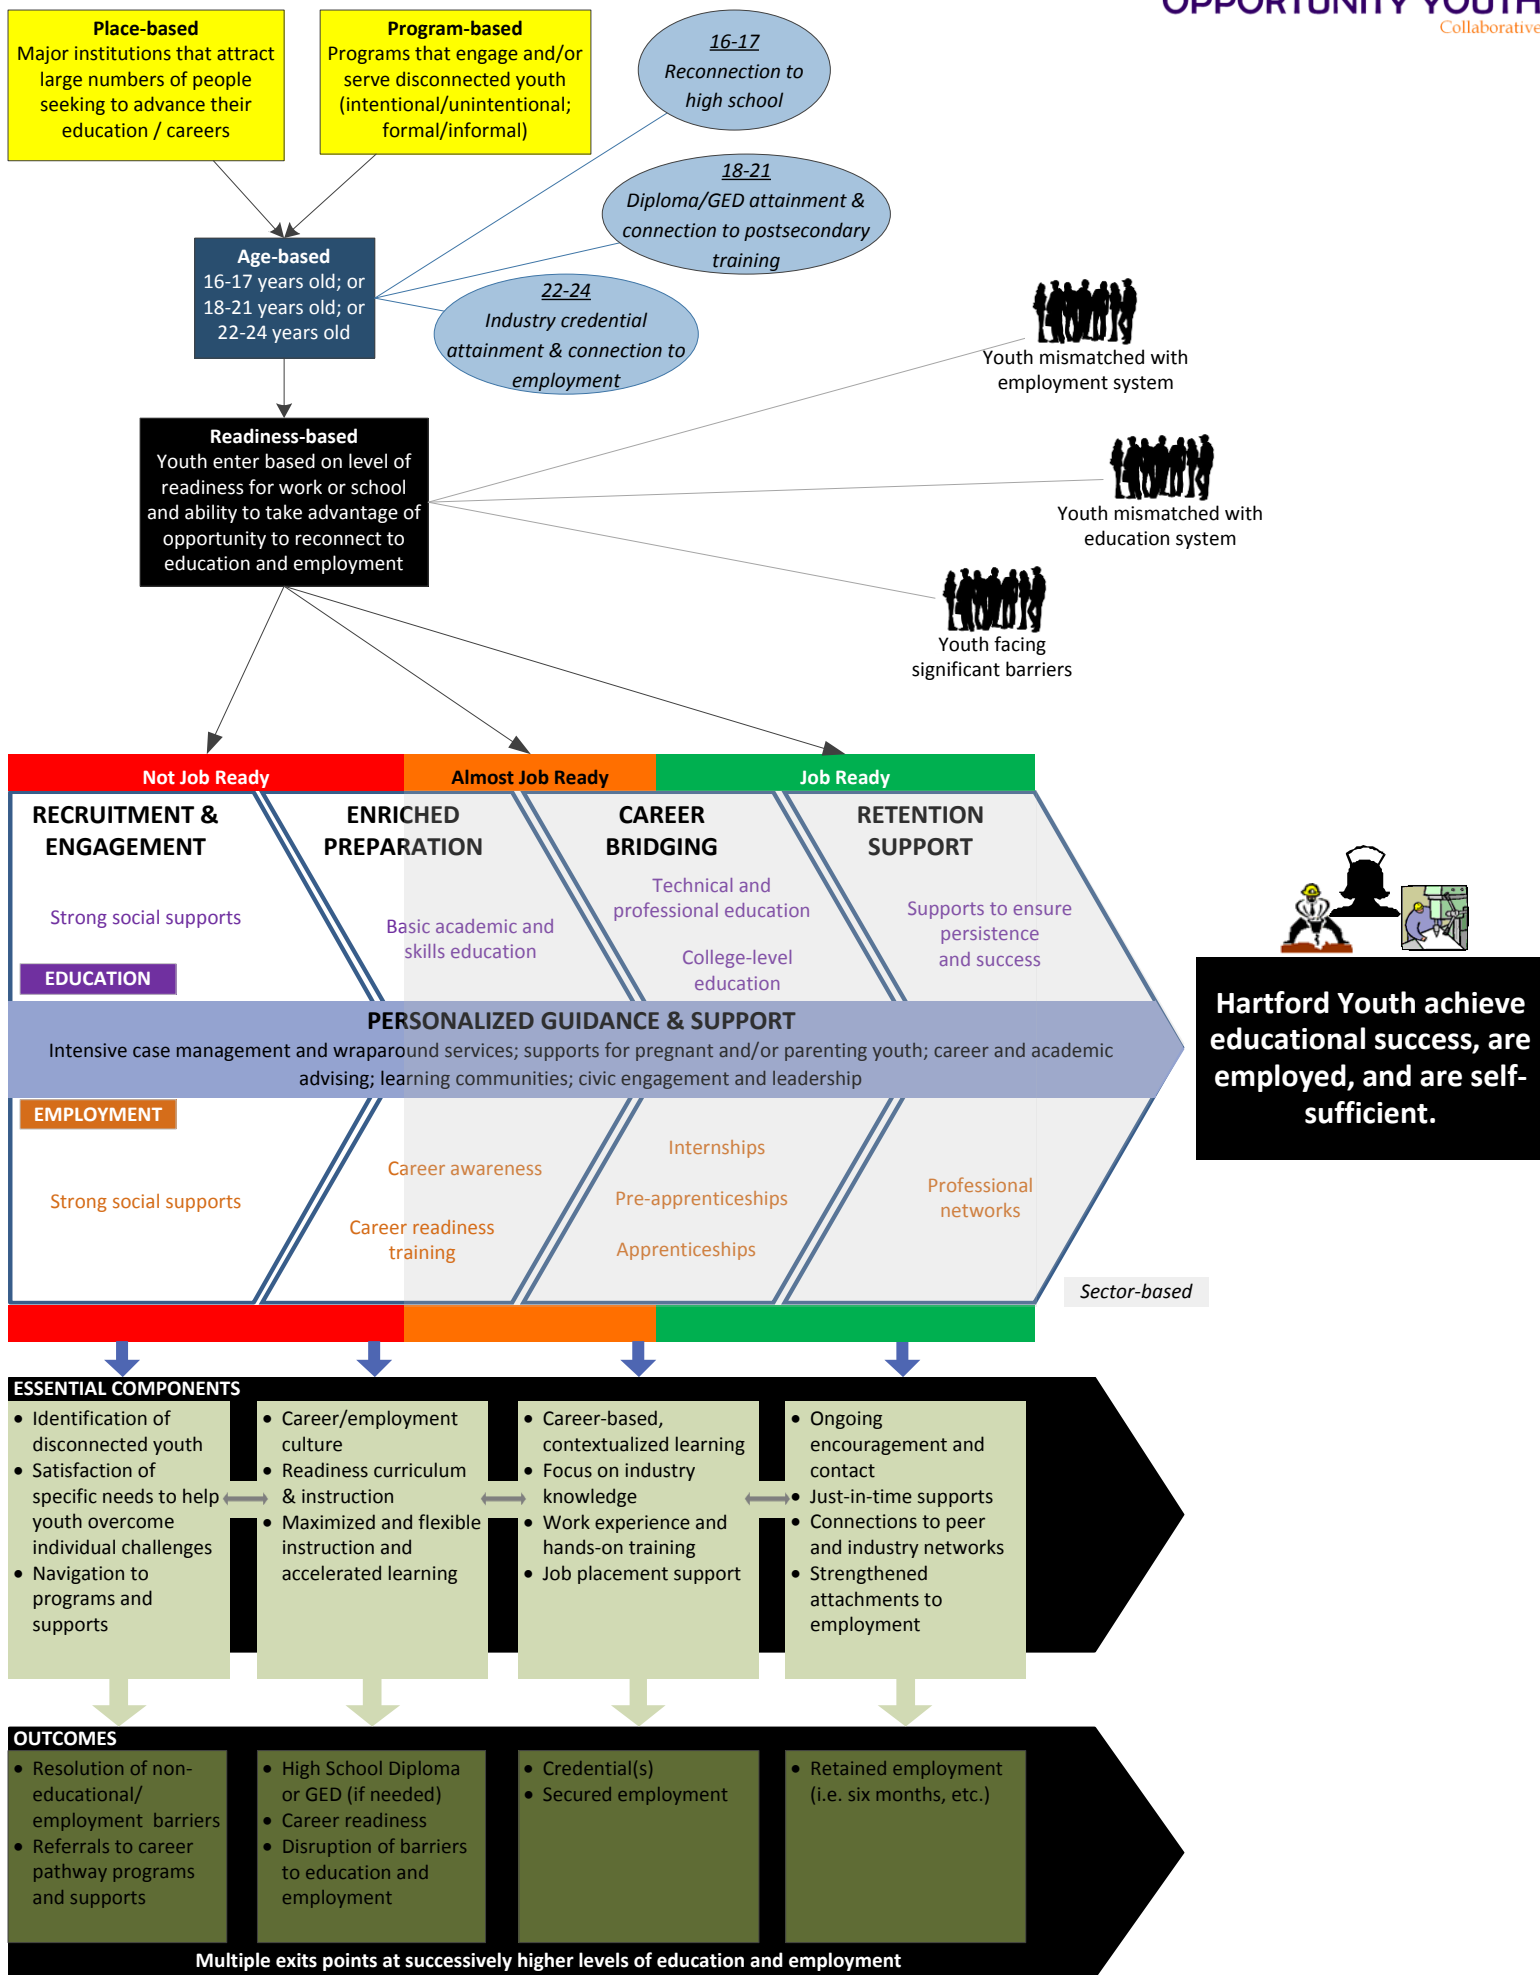 OPPORTUNITY YOUTH
Collaborative
Place-based
Major institutions that attract
large numbers of people
seeking to advance their
education / careers
Program-based
Programs that engage and/or
serve disconnected youth
(intentional/unintentional;
formal/informal)
16-17
Reconnection to
high school
18-21
Diploma/GED attainment &
connection to postsecondary
training
Age-based
16-17 years old; or
18-21 years old; or
22-24 years old
22-24
Industry credential
attainment & connection to
employment
Youth mismatched with
employment system
Readiness-based
Youth enter based on level of
readiness for work or school
and ability to take advantage of
opportunity to reconnect to
education and employment
Youth mismatched with
education system
Youth facing
significant barriers
Not Job Ready
Almost Job Ready
Job Ready
RECRUITMENT &
ENGAGEMENT
ENRICHED
PREPARATION
CAREER
BRIDGING
RETENTION
SUPPORT
Strong social supports
Basic academic and
skills education
Technical and
professional education
College-level
education
Supports to ensure
persistence
and success
EDUCATION
PERSONALIZED GUIDANCE & SUPPORT
Intensive case management and wraparound services; supports for pregnant and/or parenting youth; career and academic
advising; learning communities; civic engagement and leadership
EMPLOYMENT
Strong social supports
Career awareness
Career readiness
training
Internships
Pre-apprenticeships
Apprenticeships
Professional
networks
Sector-based
Hartford Youth achieve
educational success, are
employed, and are self-
sufficient.
ESSENTIAL COMPONENTS
• Identification of
disconnected youth
• Satisfaction of
specific needs to help
youth overcome
individual challenges
• Navigation to
programs and
supports
• Career/employment
culture
• Readiness curriculum
& instruction
• Maximized and flexible
instruction and
accelerated learning
• Career-based,
contextualized learning
• Focus on industry
knowledge
• Work experience and
hands-on training
• Job placement support
• Ongoing
encouragement and
contact
• Just-in-time supports
• Connections to peer
and industry networks
• Strengthened
attachments to
employment
OUTCOMES
• Resolution of non-
educational/
employment barriers
• Referrals to career
pathway programs
and supports
• High School Diploma
or GED (if needed)
• Career readiness
• Disruption of barriers
to education and
employment
• Credential(s)
• Secured employment
• Retained employment
(i.e. six months, etc.)
Multiple exits points at successively higher levels of education and employment